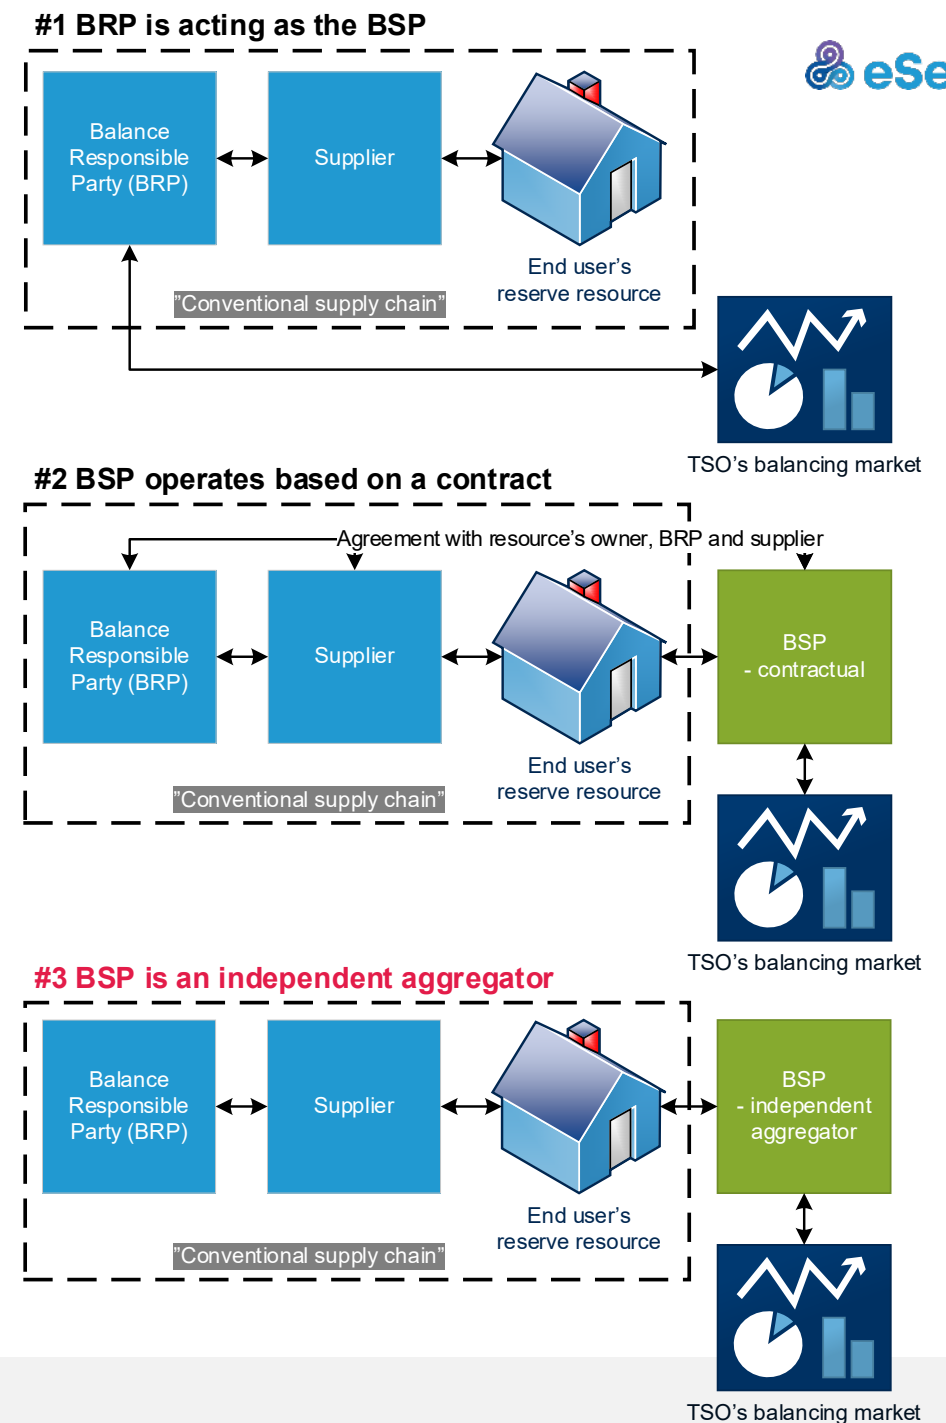 #1 BRP is acting as the BSP
eSe
Balance
Responsible
Party (BRP)
Supplier
End user's
reserve resource
"Conventional supply chain"
TSO's balancing market
#2 BSP operates based on a contract
Agreement with resource's owner, BRP and supplier
Balance
Responsible
Party (BRP)
Supplier
BSP
- contractual
End user's
reserve resource
"Conventional supply chain"
TSO's balancing market
#3 BSP is an independent aggregator
Balance
Responsible
Party (BRP)
Supplier
BSP
- independent
aggregator
End user's
reserve resource
"Conventional supply chain"
TSO's balancing market